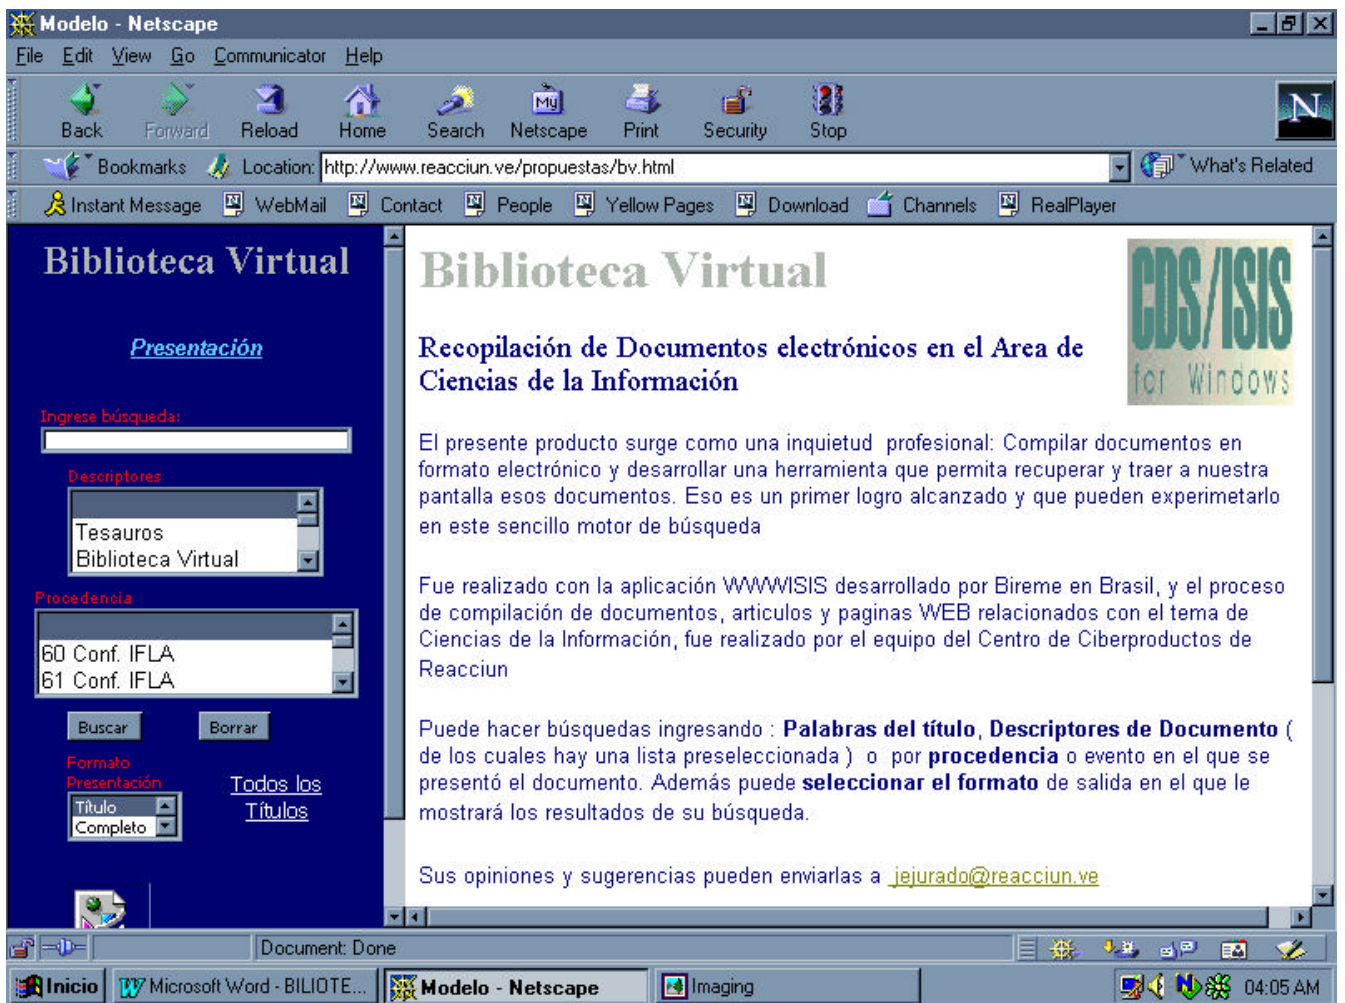 Modelo - Netscape
File Edit View Go Communicator Help
Back Forward Reload Home Search Netscape Print Security Stop
My
N
Bookmarks Location: http://www.reacciun.ve/propuestas/bv.html What's Related
Instant Message WebMail Contact People Yellow Pages Download Channels RealPlayer
Biblioteca Virtual
Presentación
Ingrese búsqueda:
Descriptores
Tesauros
Biblioteca Virtual
Procedencia
60 Conf. IFLA
61 Conf. IFLA
Buscar Borrar
Formato
Presentación
Título
Completo
Todos los
Títulos
Biblioteca Virtual
CDS/ISIS
for Windows
Recopilación de Documentos electrónicos en el Area de
Ciencias de la Información
El presente producto surge como una inquietud profesional: Compilar documentos en
formato electrónico y desarrollar una herramienta que permita recuperar y traer a nuestra
pantalla esos documentos. Eso es un primer logro alcanzado y que pueden experimetarlo
en este sencillo motor de búsqueda
Fue realizado con la aplicación WWWISIS desarrollado por Bireme en Brasil, y el proceso
de compilación de documentos, articulos y paginas WEB relacionados con el tema de
Ciencias de la Información, fue realizado por el equipo del Centro de Ciberproductos de
Reacciun
Puede hacer búsquedas ingresando : Palabras del título, Descriptores de Documento (
de los cuales hay una lista preseleccionada ) o por procedencia o evento en el que se
presentó el documento. Además puede seleccionar el formato de salida en el que le
mostrará los resultados de su búsqueda.
Sus opiniones y sugerencias pueden enviarlas a jejurado@reacciun.ve
Document: Done
Inicio Microsoft Word - BILIOTE... Modelo - Netscape Imaging 04:05 AM